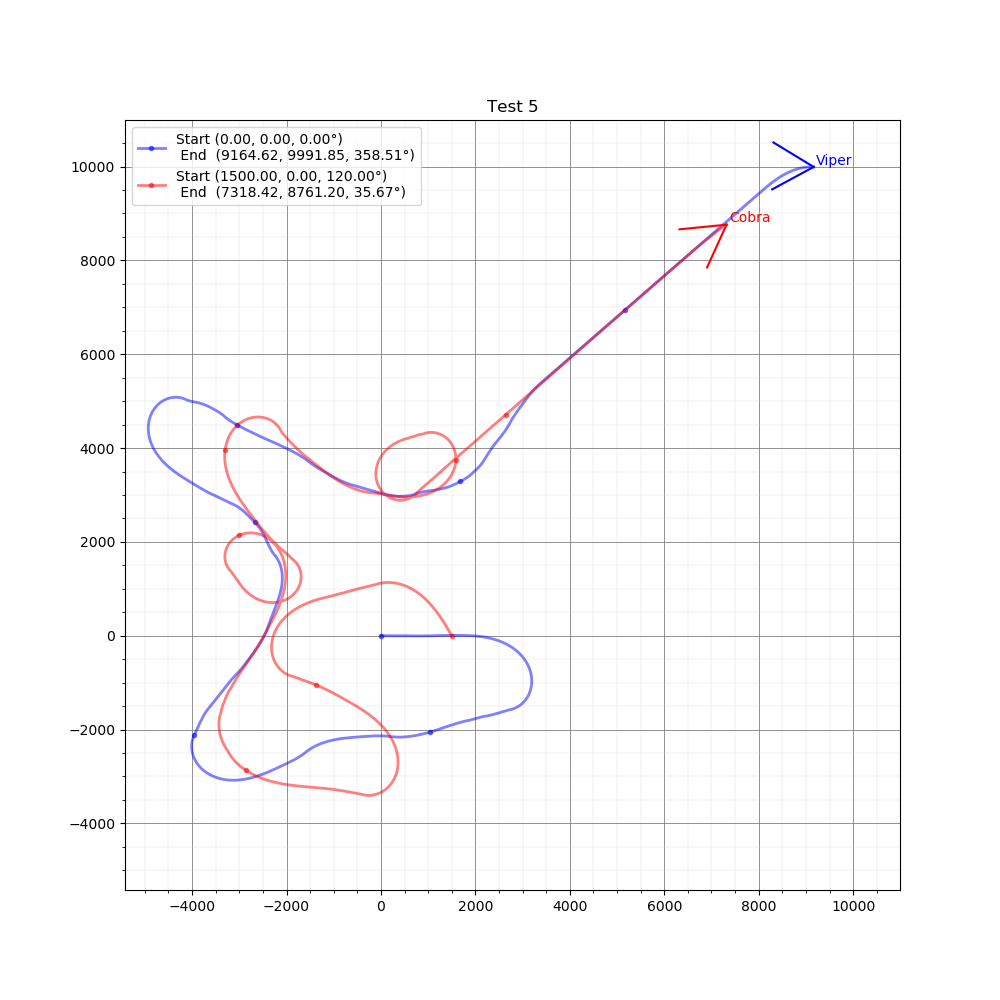 Test 5
Start (0.00, 0.00, 0.00°)
End (9164.62, 9991.85, 358.51°)
Start (1500.00, 0.00, 120.00°)
End (7318.42, 8761.20, 35.67°)
Viper
Cobra
10000
8000
6000
4000
2000
0
−2000
−4000
−4000 −2000 0 2000 4000 6000 8000 10000